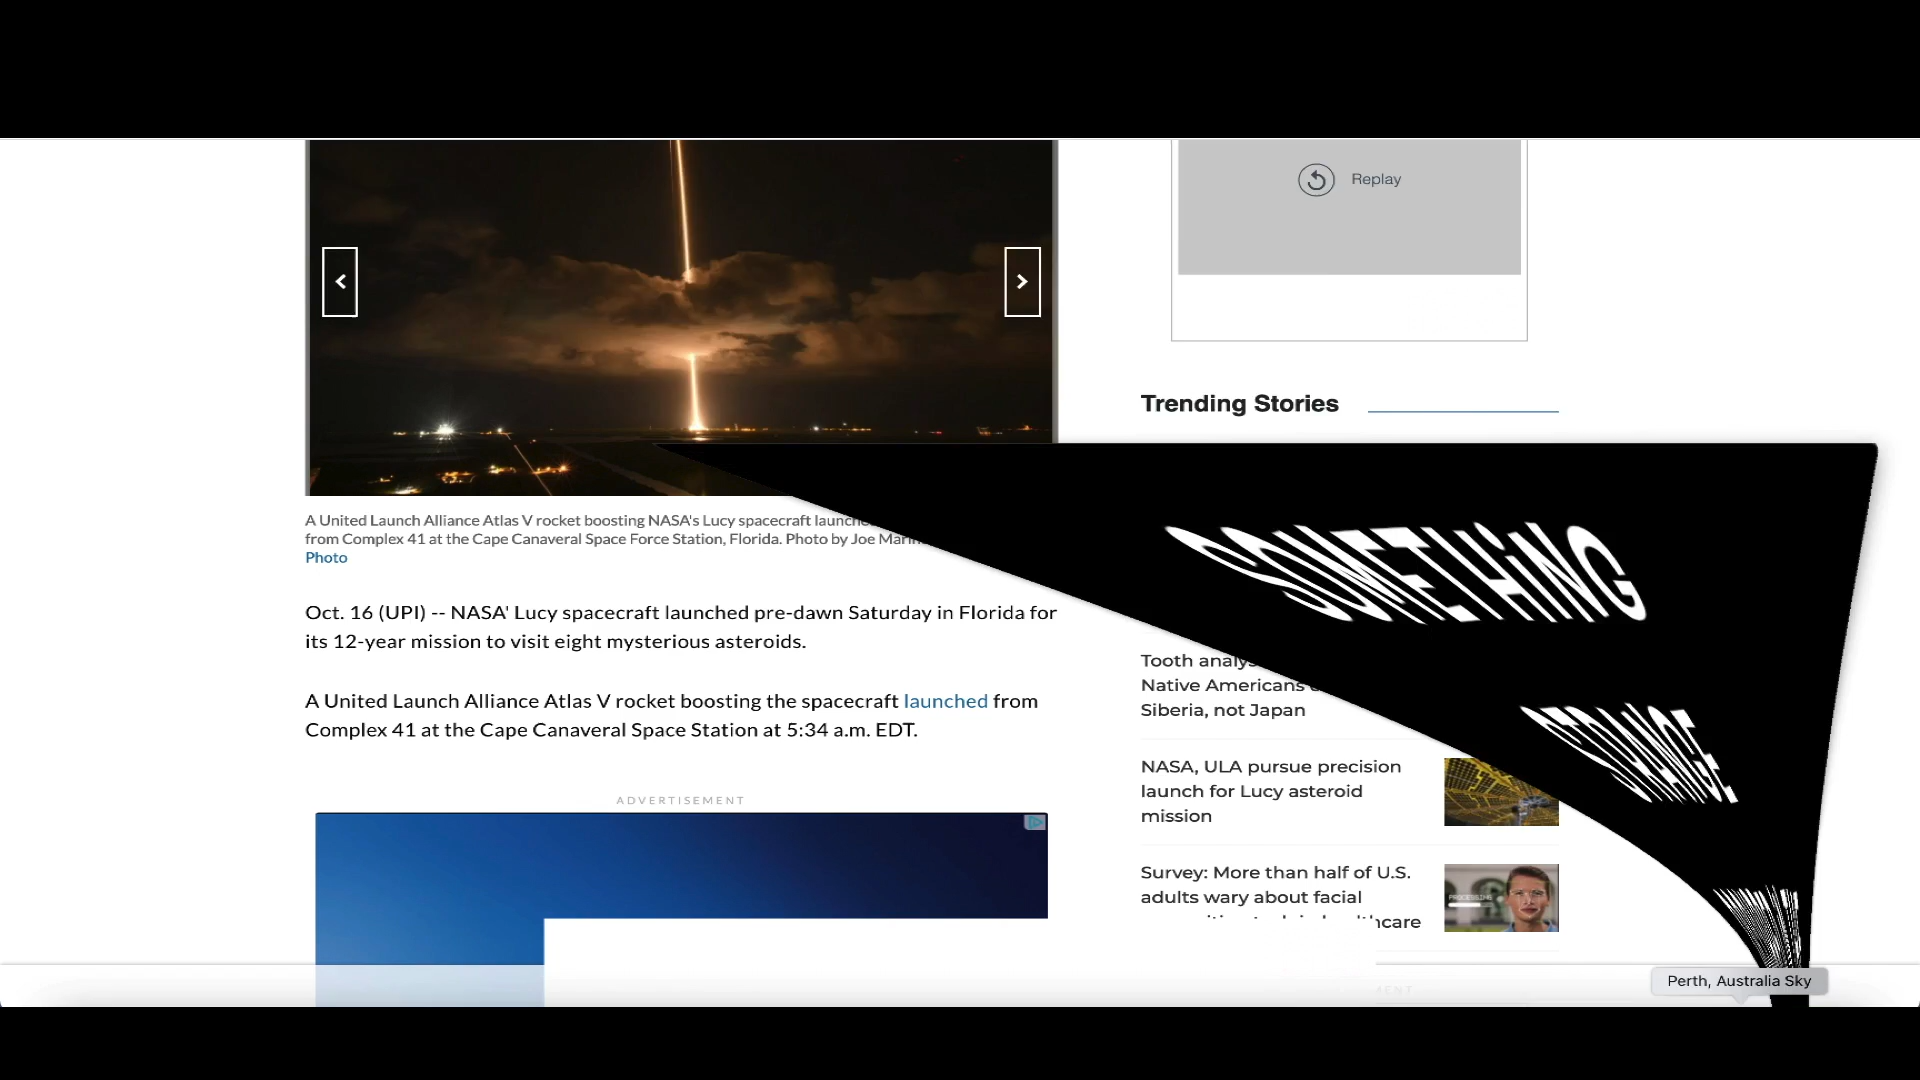 Replay
Trending Stories
SOMETHiNG
STRANGE
A United Launch Alliance Atlas V rocket boosting NASA's Lucy spacecraft
from Complex 41 at the Cape Canaveral Space Force Station, Florida. Photo by Joe
Photo
Oct. 16 (UPI) -- NASA' Lucy spacecraft launched pre-dawn Saturday in Florida for
its 12-year mission to visit eight mysterious asteroids.
A United Launch Alliance Atlas V rocket boosting the spacecraft launched from
Complex 41 at the Cape Canaveral Space Station at 5:34 a.m. EDT.
ADVERTISEMENT
Tooth
Native Americans
Siberia, not Japan
NASA, ULA pursue precision
launch for Lucy asteroid
mission
Survey: More than half of U.S.
adults wary about facial
PROCESSING
Perth, Australia Sky